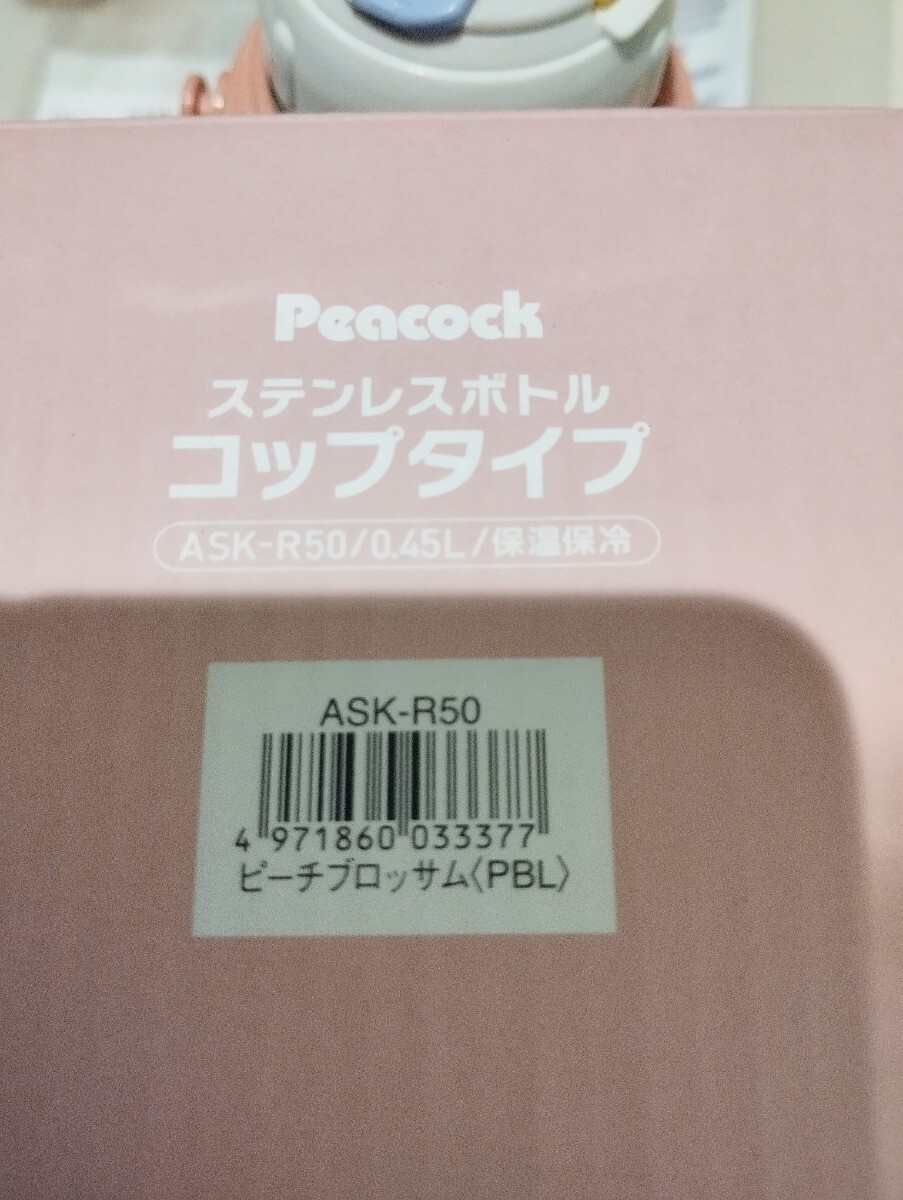 Peacock
ステンレスボトル
コップタイプ
ASK-R50/0.45L/保温保冷
ASK-R50
4 971860 033377
ピーチブロッサム〈PBL〉